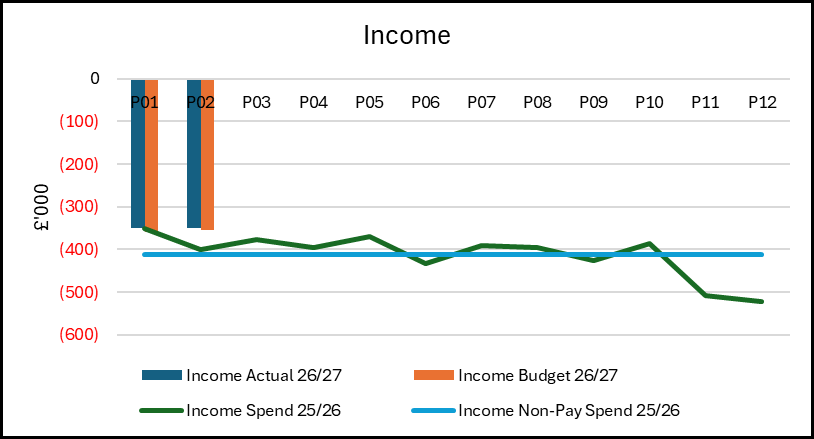 Income
0
P01 P02 P03 P04 P05 P06 P07 P08 P09 P10 P11 P12
(100)
(200)
(300)
(400)
(500)
(600)
£'000
Income Actual 26/27 Income Budget 26/27
Income Spend 25/26 Income Non-Pay Spend 25/26